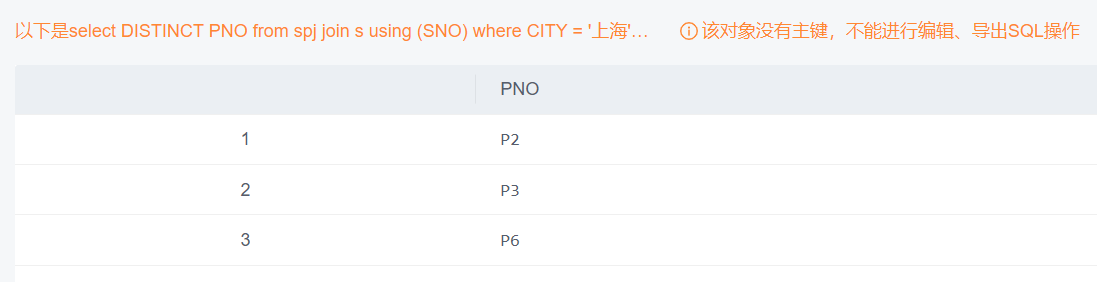 以下是select DISTINCT PNO from spj join s using (SNO) where CITY = '上海'… 该对象没有主键，不能进行编辑、导出SQL操作
PNO
1 P2
2 P3
3 P6